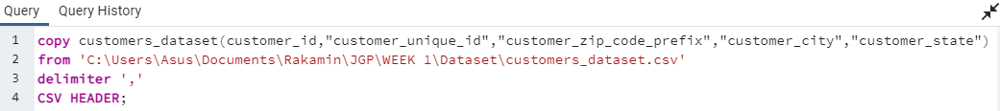 Query Query History
1 copy customers_dataset(customer_id,"customer_unique_id","customer_zip_code_prefix","customer_city","customer_state")
2 from 'C:\Users\Asus\Documents\Rakamin\JGP\WEEK 1\Dataset\customers_dataset.csv'
3 delimiter ','
4 CSV HEADER;